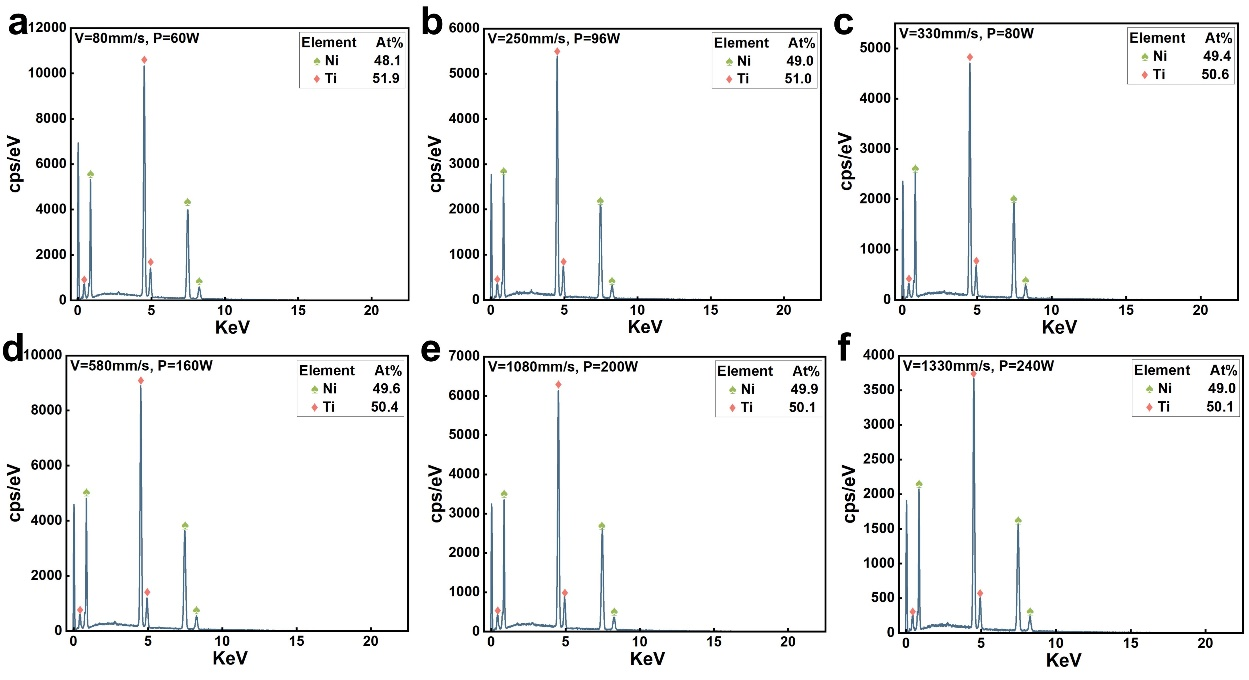 a
V=80mm/s, P=60W
Element At%
Ni 48.1
Ti 51.9
12000
10000
8000
6000
4000
2000
0
cps/eV
0 5 10 15 20
KeV
b
V=250mm/s, P=96W
Element At%
Ni 49.0
Ti 51.0
6000
5000
4000
3000
2000
1000
0
cps/eV
0 5 10 15 20
KeV
c
V=330mm/s, P=80W
Element At%
Ni 49.4
Ti 50.6
5000
4000
3000
2000
1000
0
cps/eV
0 5 10 15 20
KeV
d
V=580mm/s, P=160W
Element At%
Ni 49.6
Ti 50.4
10000
8000
6000
4000
2000
0
cps/eV
0 5 10 15 20
KeV
e
V=1080mm/s, P=200W
Element At%
Ni 49.9
Ti 50.1
7000
6000
5000
4000
3000
2000
1000
0
cps/eV
0 5 10 15 20
KeV
f
V=1330mm/s, P=240W
Element At%
Ni 49.0
Ti 50.1
4000
3500
3000
2500
2000
1500
1000
500
0
cps/eV
0 5 10 15 20
KeV